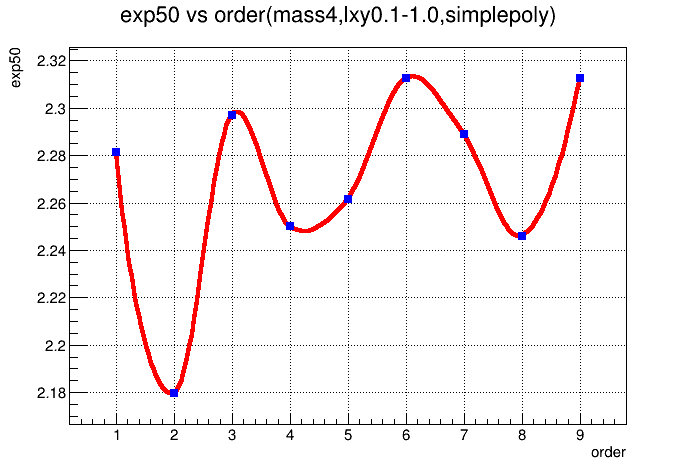 exp50 vs order(mass4,lxy0.1-1.0,simplepoly)
exp50
2.32
2.3
2.28
2.26
2.24
2.22
2.2
2.18
1 2 3 4 5 6 7 8 9
order